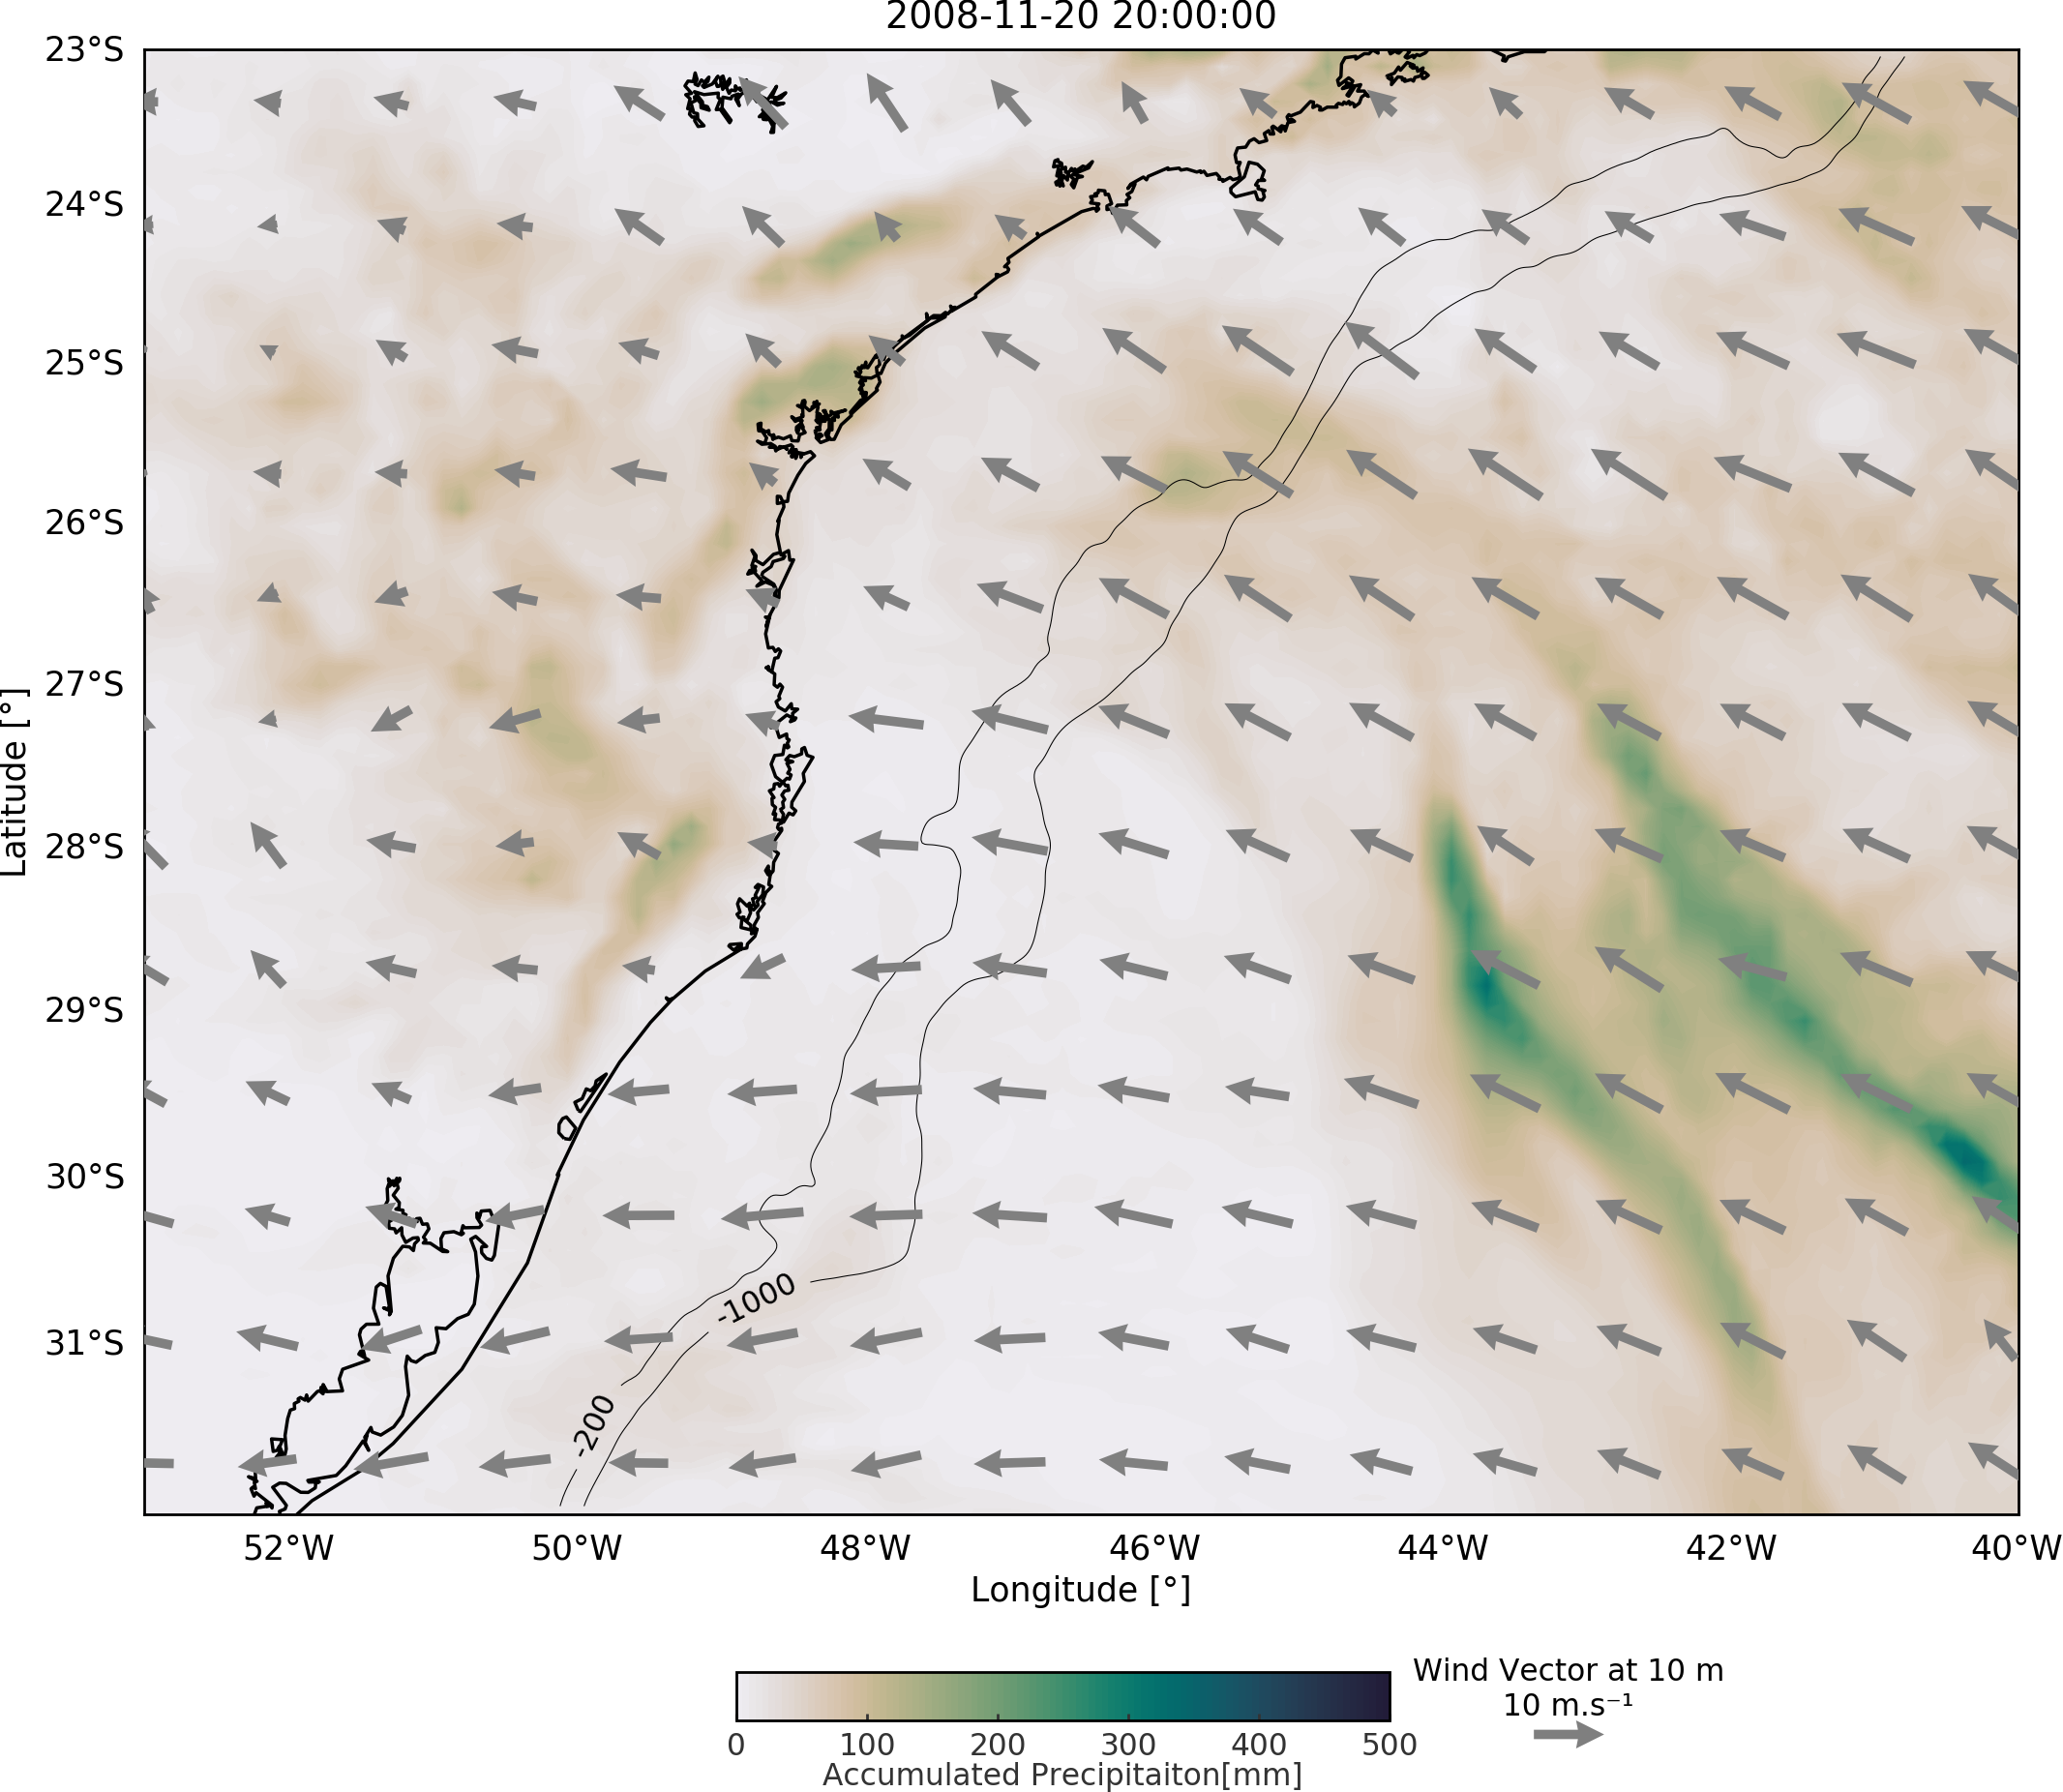 2008-11-20 20:00:00
23°S
24°S
25°S
26°S
27°S
28°S
29°S
30°S
31°S
Latitude [°]
-1000
-200
52°W
50°W
48°W
46°W
44°W
42°W
40°W
Longitude [°]
Wind Vector at 10 m
10 m.s⁻¹
0
100
200
300
400
500
Accumulated Precipitaiton[mm]